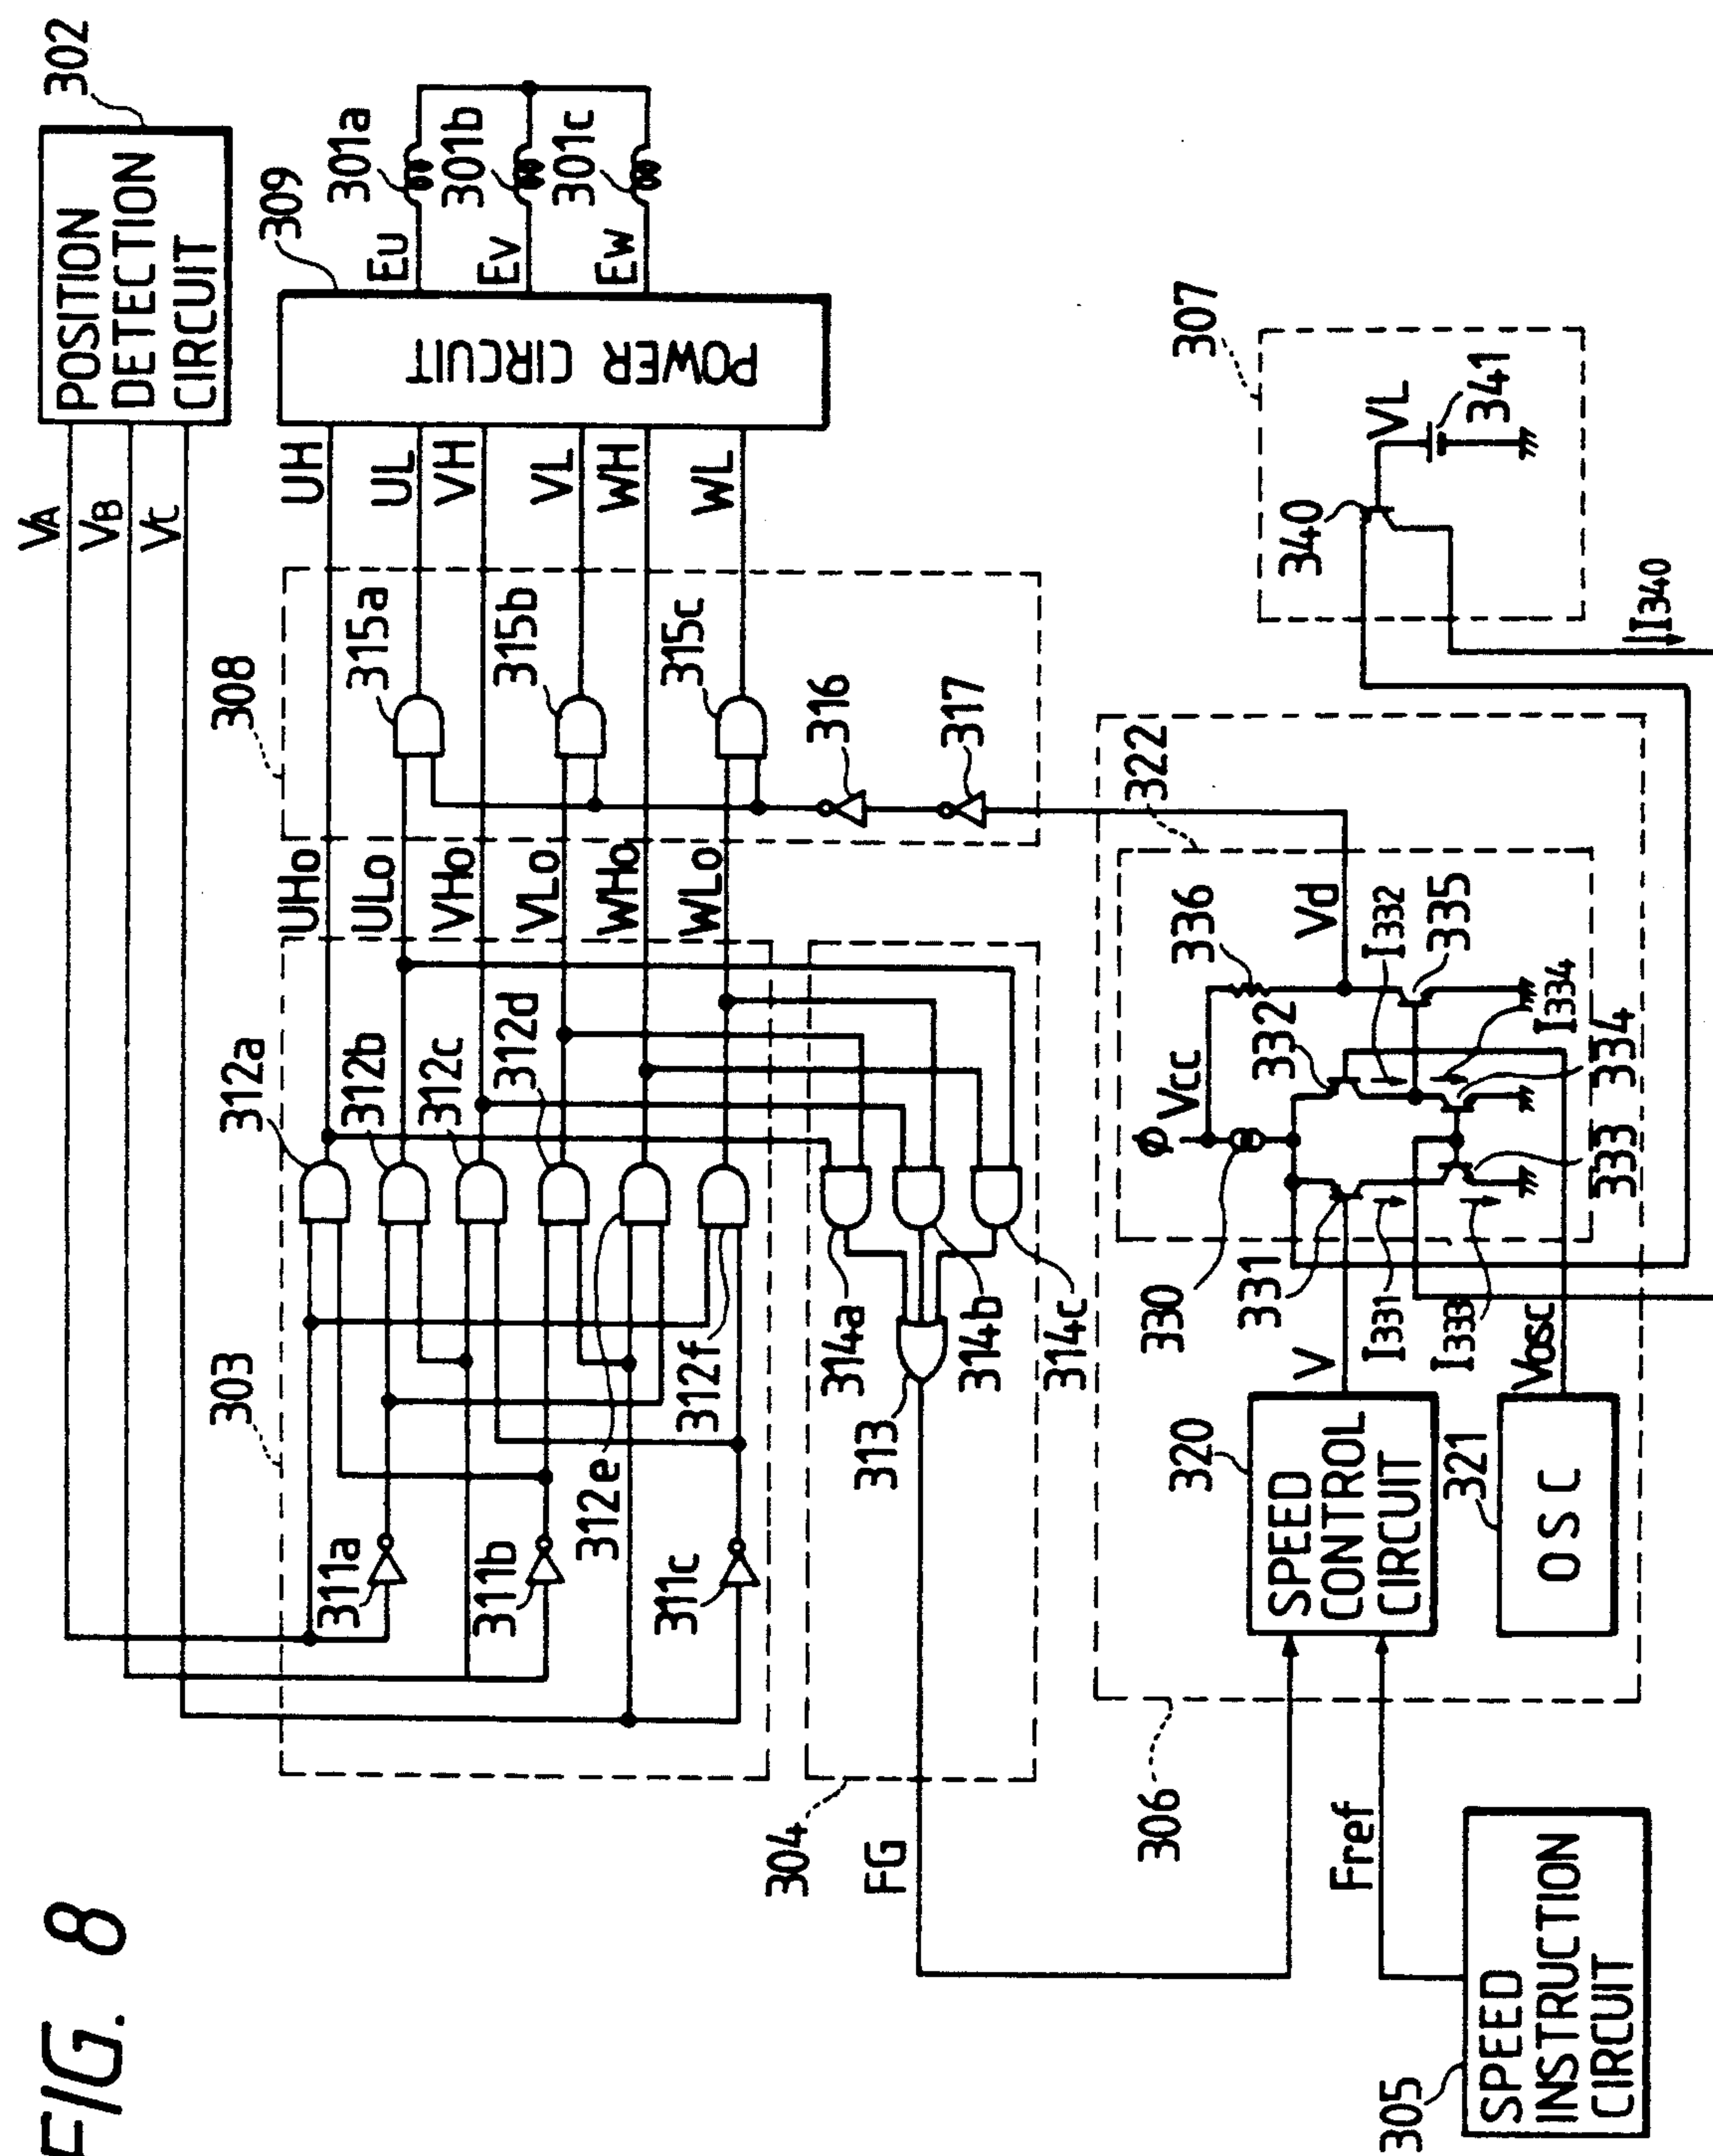 FIG. 8
302
POSITION
DETECTION
CIRCUIT
VA
VB
VC
309
POWER CIRCUIT
EU
EV
EW
301a
301b
301c
UH
UL
VH
VL
WH
WL
308
315a
315b
315c
316
317
UHo
ULo
VHo
VLo
WHo
WLo
303
312a
312b
312c
312d
312e
312f
311a
311b
311c
304
314a
314b
314c
313
FG
307
340
VL
341
I340
306
322
336
Vd
Vcc
332
I332
335
I334
334
333
330
331
I331
I333
V
Vosc
320
SPEED
CONTROL
CIRCUIT
321
OSC
Fref
305
SPEED
INSTRUCTION
CIRCUIT